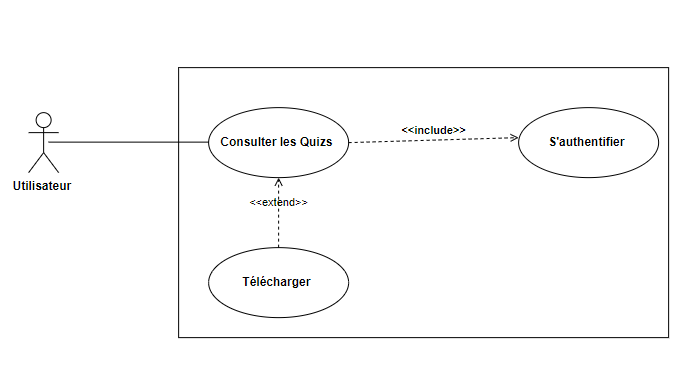 <<include>>
Consulter les Quizs
S'authentifier
Utilisateur
<<extend>>
Télécharger